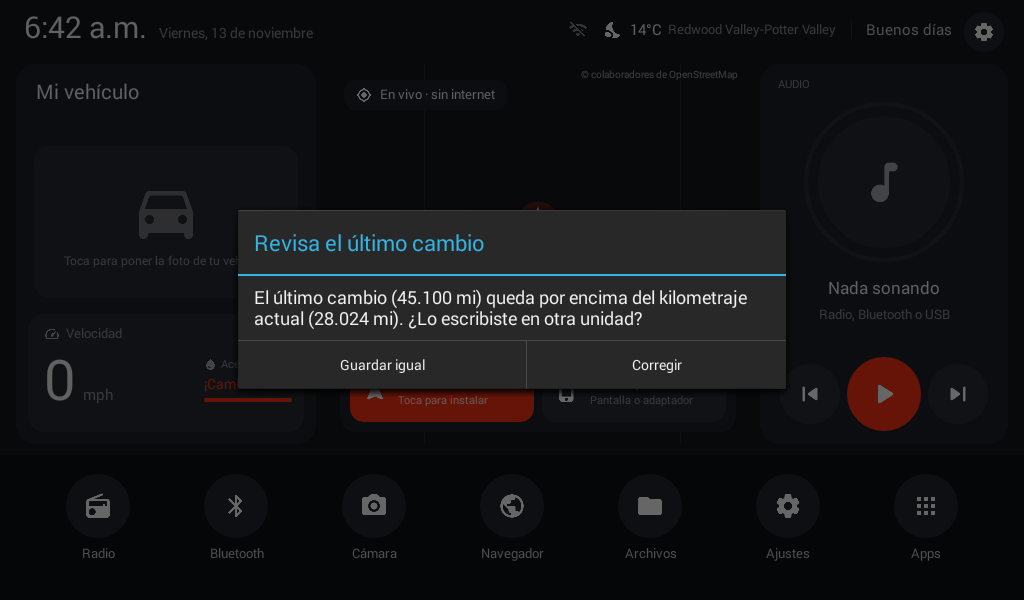 6:42 a.m. Viernes, 13 de noviembre
14°C Redwood Valley-Potter Valley
Buenos días
© colaboradores de OpenStreetMap
Mi vehículo
En vivo · sin internet
AUDIO
Toca para poner la foto de tu
Revisa el último cambio
El último cambio (45.100 mi) queda por encima del kilometraje
actual (28.024 mi). ¿Lo escribiste en otra unidad?
Guardar igual
Corregir
Nada sonando
Radio, Bluetooth o USB
Velocidad
0 mph
Toca para instalar
Pantalla o adaptador
Radio
Bluetooth
Cámara
Navegador
Archivos
Ajustes
Apps